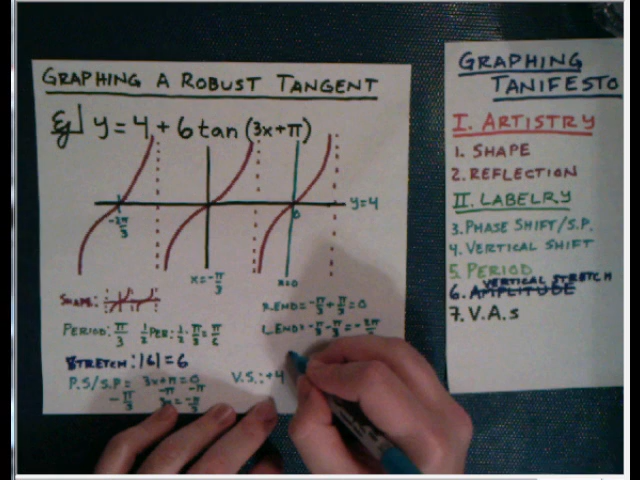 GRAPHING A ROBUST TANGENT
Eg y = 4 + 6 tan (3x + π)
y=4
-2π/3
0
x = -π/3
x=0
SHAPE:
R.END = -π/3 + π/3 = 0
PERIOD: π/3 1/2 PER: 1/2 · π/3 = π/6
L.END = -π/3 - π/3 = -2π/3
STRETCH: |6| = 6
P.S/S.P = 3x+π = 0
-π -π
-π/3
V.S.: +4
GRAPHING
TANIFESTO
I. ARTISTRY
1. SHAPE
2. REFLECTION
II. LABELRY
3. PHASE SHIFT/S.P.
4. VERTICAL SHIFT
5. PERIOD
VERTICAL STRETCH
6. AMPLITUDE
7. V.A.s